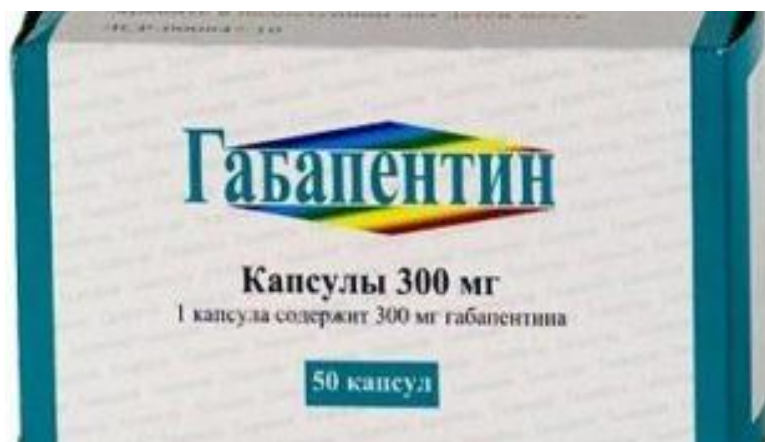 Габапентин
Капсулы 300 мг
1 капсула содержит 300 мг габапентина
50 капсул